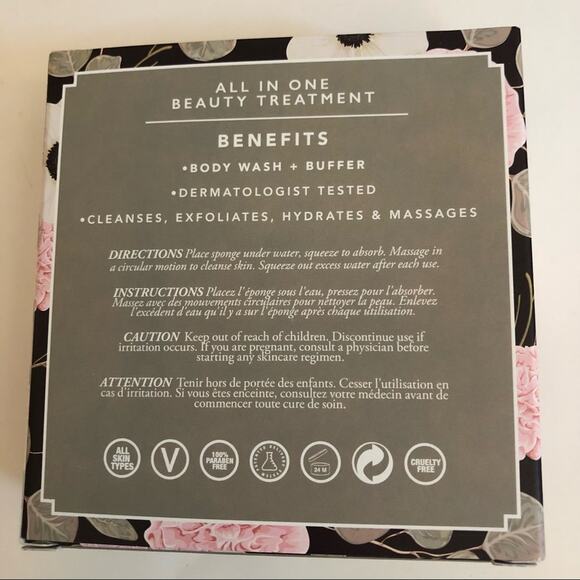 ALL IN ONE
BEAUTY TREATMENT
BENEFITS
•BODY WASH + BUFFER
•DERMATOLOGIST TESTED
•CLEANSES, EXFOLIATES, HYDRATES & MASSAGES
DIRECTIONS Place sponge under water, squeeze to absorb. Massage in
a circular motion to cleanse skin. Squeeze out excess water after each use.
INSTRUCTIONS Placez l'éponge sous l'eau, pressez pour l'absorber.
Massez avec des mouvements circulaires pour nettoyer la peau. Enlevez
l'excédent d'eau qu'il y a sur l'éponge après chaque utilisation.
CAUTION Keep out of reach of children. Discontinue use if
irritation occurs. If you are pregnant, consult a physician before
starting any skincare regimen.
ATTENTION Tenir hors de portée des enfants. Cesser l'utilisation en
cas d'irritation. Si vous êtes enceinte, consultez votre médecin avant de
commencer toute cure de soin.
ALL
SKIN
TYPES
V
100%
PARABEN
FREE
PATENTED DELIVERY
SYSTEM
24 M
CRUELTY
FREE